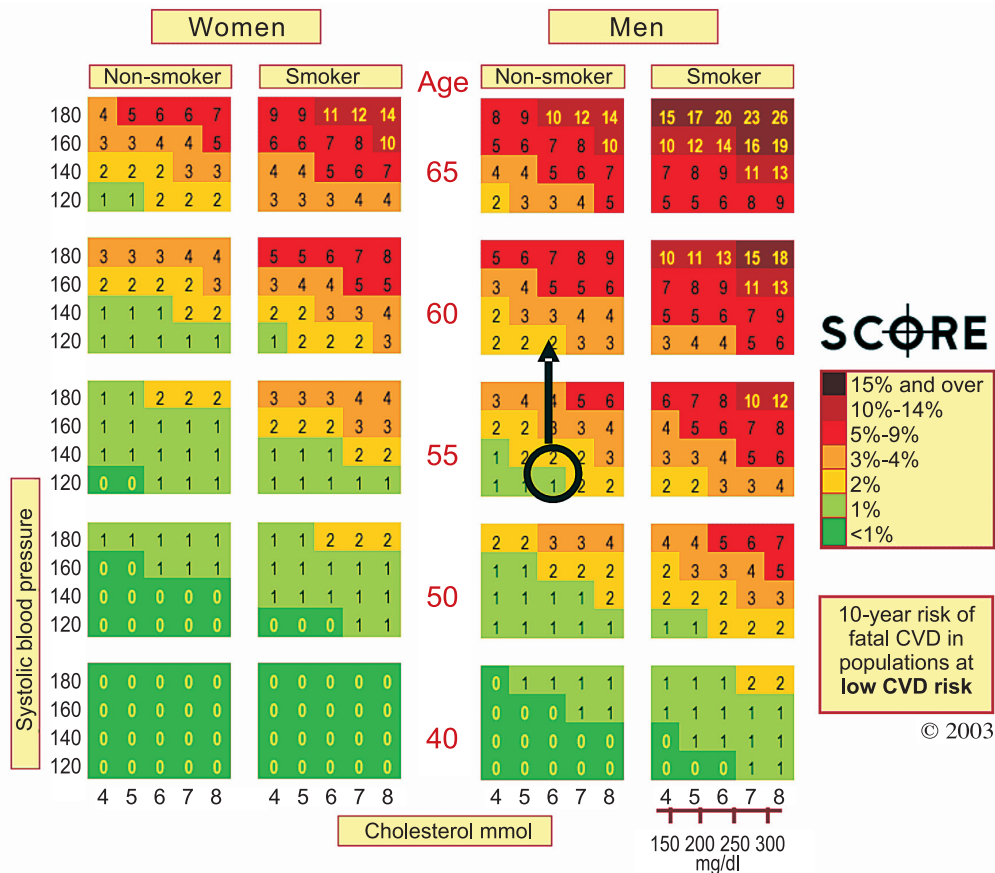 Women
Men
Non-smoker Smoker Age Non-smoker Smoker
180 4 5 6 6 7 9 9 11 12 14 8 9 10 12 14 15 17 20 23 26
160 3 3 4 4 5 6 6 7 8 10 5 6 7 8 10 10 12 14 16 19
65
140 2 2 2 3 3 4 4 5 6 7 4 4 5 6 7 7 8 9 11 13
120 1 1 2 2 2 3 3 3 4 4 2 3 3 4 5 5 5 6 8 9
180 3 3 3 4 4 5 5 6 7 8 5 6 7 8 9 10 11 13 15 18
160 2 2 2 2 3 3 4 4 5 5 3 4 5 5 6 7 8 9 11 13
60
140 1 1 1 2 2 2 2 3 3 4 2 3 3 4 4 5 5 6 7 9
120 1 1 1 1 1 1 2 2 2 3 2 2 2 3 3 3 4 4 5 6
180 1 1 2 2 2 3 3 3 4 4 3 4 4 5 6 6 7 8 10 12
160 1 1 1 1 1 2 2 2 3 3 2 2 3 3 4 4 5 6 7 8
55
140 1 1 1 1 1 1 1 1 2 2 1 2 2 2 3 3 3 4 5 6
120 0 0 1 1 1 1 1 1 1 1 1 1 1 2 2 2 2 3 3 4
180 1 1 1 1 1 1 1 2 2 2 2 2 3 3 4 4 4 5 6 7
160 0 0 1 1 1 1 1 1 1 1 1 1 2 2 2 2 3 3 4 5
50
140 0 0 0 0 0 1 1 1 1 1 1 1 1 1 2 2 2 2 3 3
120 0 0 0 0 0 0 0 0 1 1 1 1 1 1 1 1 1 2 2 2
180 0 0 0 0 0 0 0 0 0 0 0 1 1 1 1 1 1 1 2 2
160 0 0 0 0 0 0 0 0 0 0 0 0 0 1 1 1 1 1 1 1
40
140 0 0 0 0 0 0 0 0 0 0 0 0 0 0 0 0 1 1 1 1
120 0 0 0 0 0 0 0 0 0 0 0 0 0 0 0 0 0 0 1 1
4 5 6 7 8 4 5 6 7 8 4 5 6 7 8 4 5 6 7 8
Systolic blood pressure
Cholesterol mmol
150 200 250 300
mg/dl
SCORE
15% and over
10%-14%
5%-9%
3%-4%
2%
1%
<1%
10-year risk of
fatal CVD in
populations at
low CVD risk
© 2003